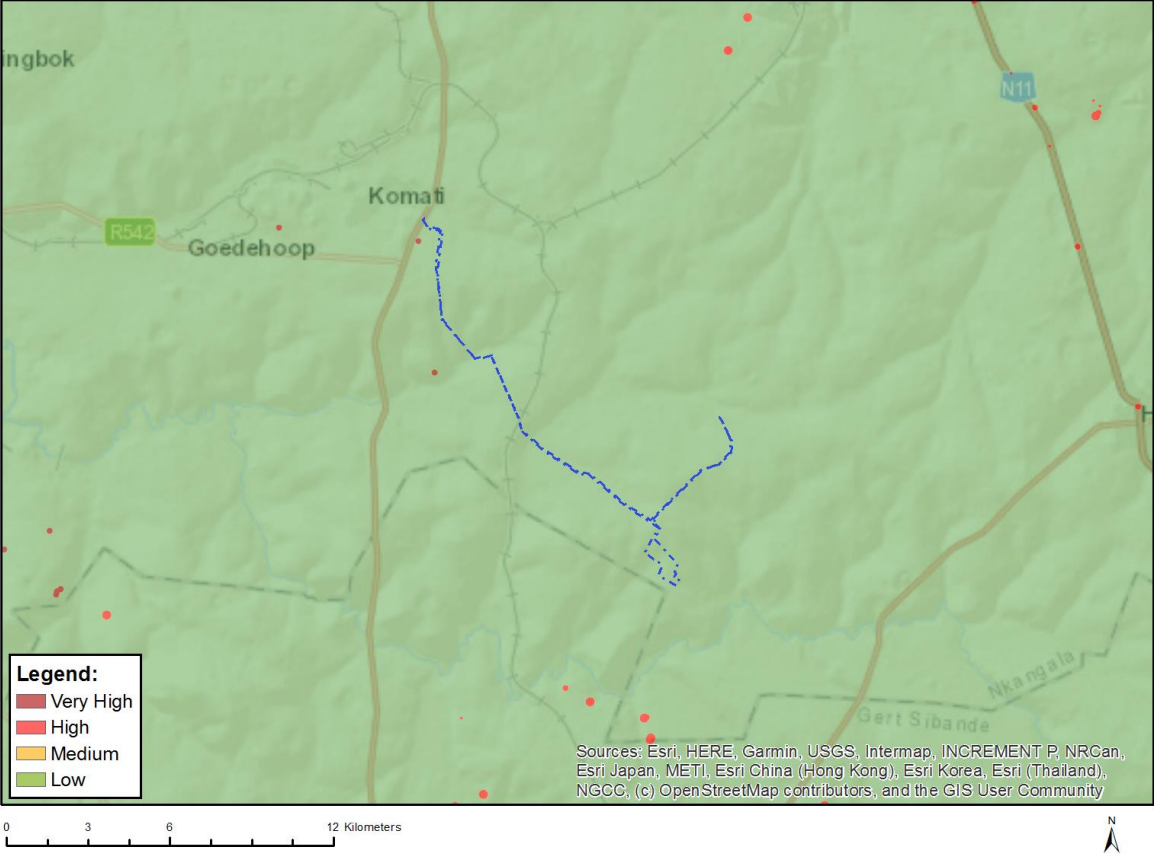 ingbok
N11
Komati
R542
Goedehoop
H
Nkangala
Gert Sibande
Legend:
Very High
High
Medium
Low
Sources: Esri, HERE, Garmin, USGS, Intermap, INCREMENT P, NRCan,
Esri Japan, METI, Esri China (Hong Kong), Esri Korea, Esri (Thailand),
NGCC, (c) OpenStreetMap contributors, and the GIS User Community
0 3 6 12 Kilometers
N